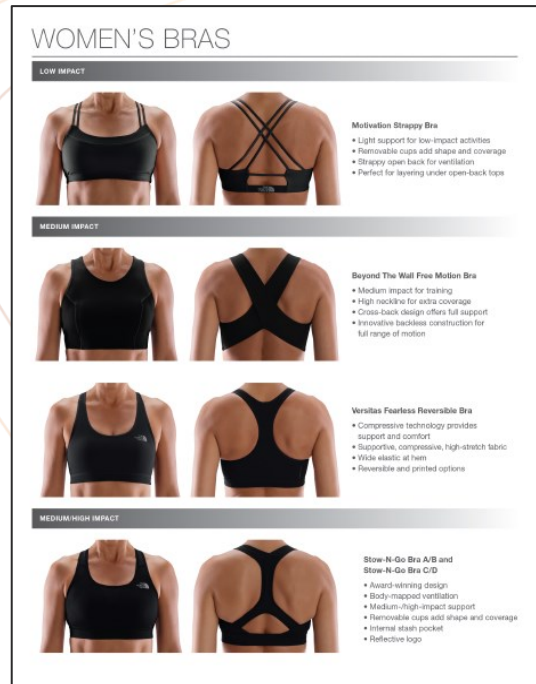 WOMEN'S BRAS
LOW IMPACT
Motivation Strappy Bra
• Light support for low-impact activities
• Removable cups add shape and coverage
• Strappy open back for ventilation
• Perfect for layering under open-back tops
MEDIUM IMPACT
Beyond The Wall Free Motion Bra
• Medium impact for training
• High neckline for extra coverage
• Cross-back design offers full support
• Innovative backless construction for
full range of motion
Versitas Fearless Reversible Bra
• Compressive technology provides
support and comfort
• Supportive, compressive, high-stretch fabric
• Wide elastic at hem
• Reversible and printed options
MEDIUM/HIGH IMPACT
Stow-N-Go Bra A/B and
Stow-N-Go Bra C/D
• Award-winning design
• Body-mapped ventilation
• Medium-/high-impact support
• Removable cups add shape and coverage
• Internal stash pocket
• Reflective logo